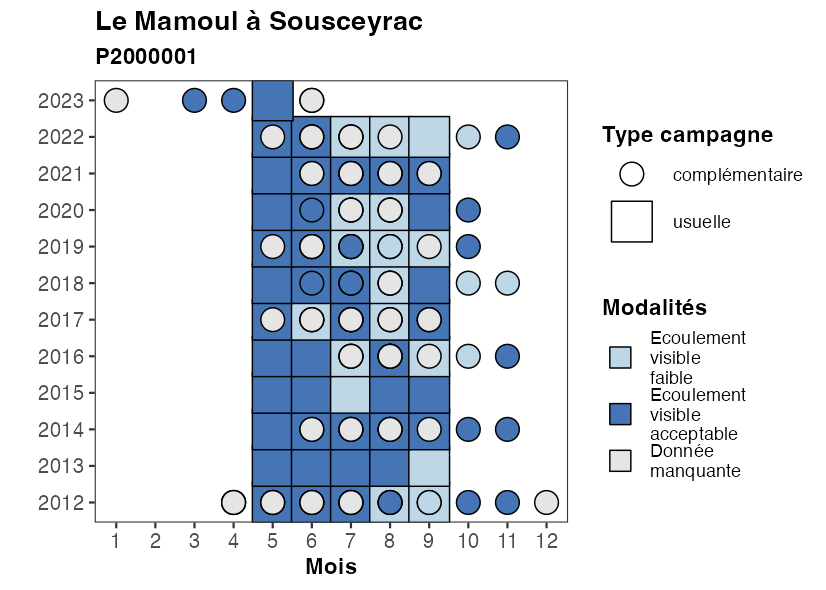 Le Mamoul à Sousceyrac
P2000001
2023
2022
2021
2020
2019
2018
2017
2016
2015
2014
2013
2012
1 2 3 4 5 6 7 8 9 10 11 12
Mois
Type campagne
complémentaire
usuelle
Modalités
Ecoulement
visible
faible
Ecoulement
visible
acceptable
Donnée
manquante